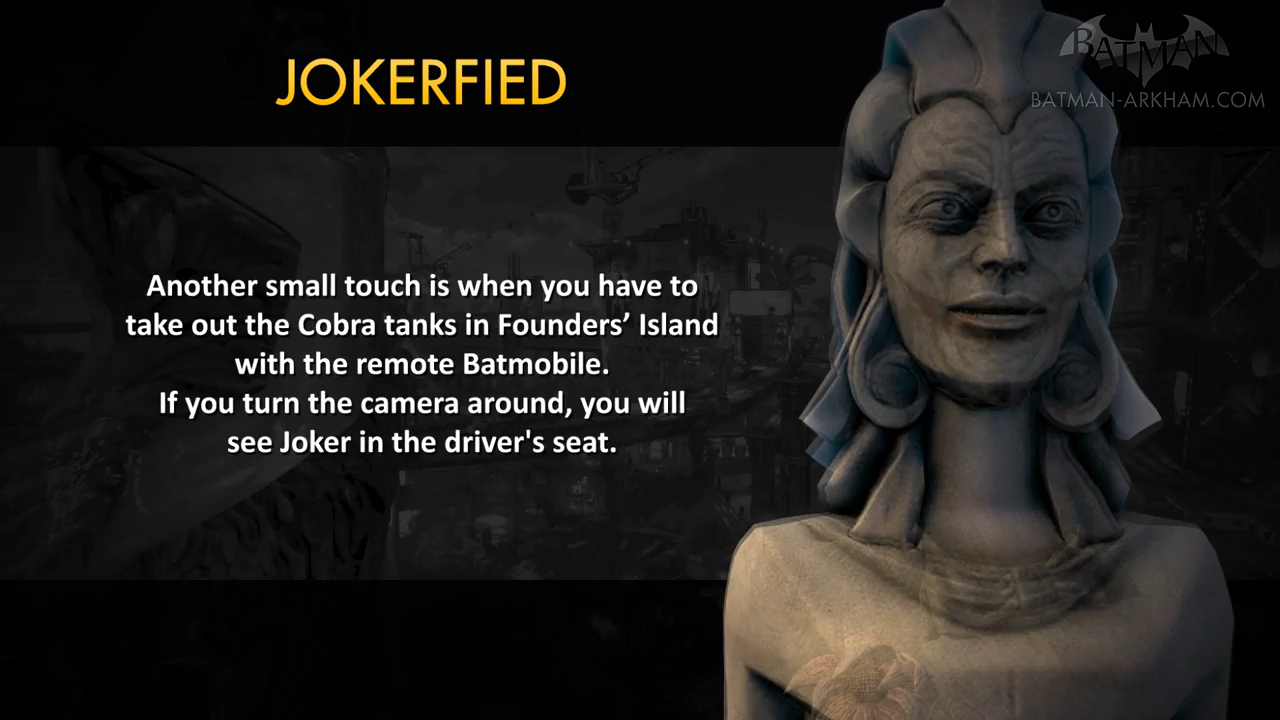 BATMAN
BATMAN-ARKHAM.COM
JOKERFIED
Another small touch is when you have to
take out the Cobra tanks in Founders’ Island
with the remote Batmobile.
If you turn the camera around, you will
see Joker in the driver's seat.